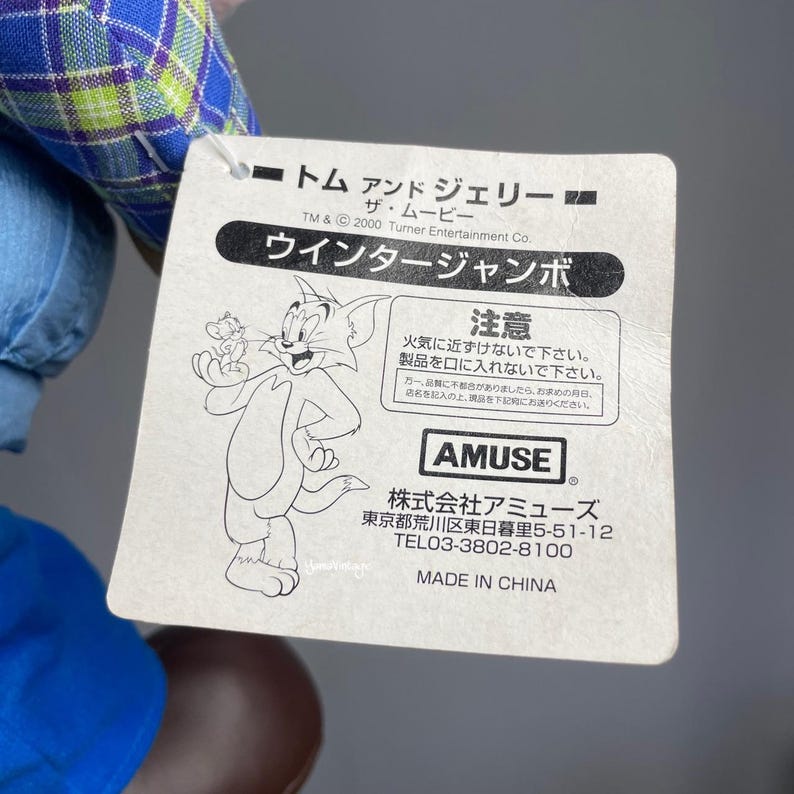 トム アンド ジェリー
ザ・ムービー
TM & © 2000 Turner Entertainment Co.
ウインタージャンボ
注意
火気に近ずけないで下さい。
製品を口に入れないで下さい。
万一、品質に不都合がありましたら、お求めの月日、
店名を記入の上、現品を下記宛にお送りください。
AMUSE®
株式会社アミューズ
東京都荒川区東日暮里5-51-12
TEL03-3802-8100
MADE IN CHINA
YamaVintage